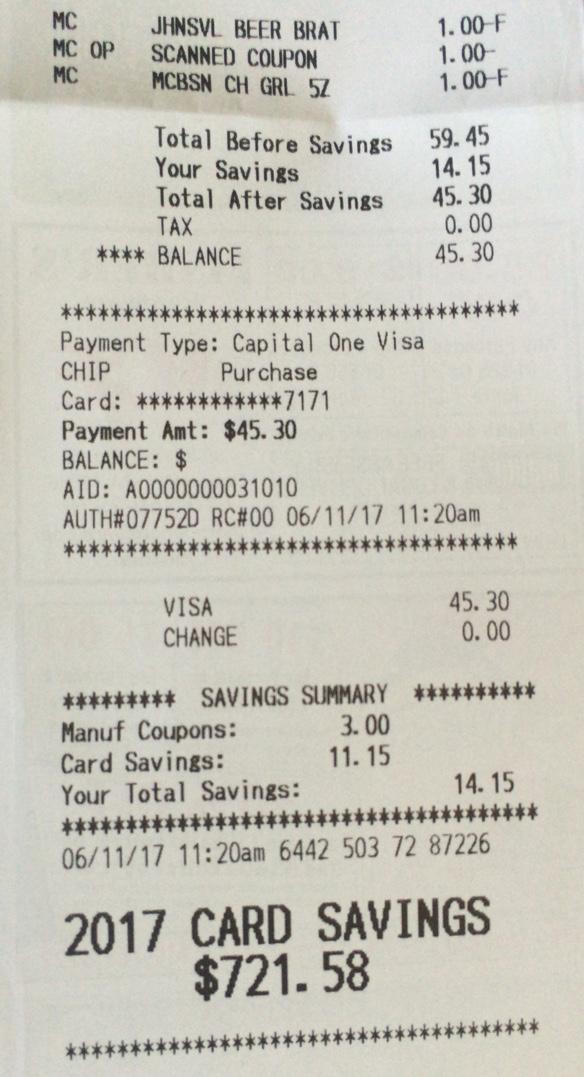 MC JHNSVL BEER BRAT 1.00-F
MC OP SCANNED COUPON 1.00-
MC MCBSN CH GRL 5Z 1.00-F
Total Before Savings 59.45
Your Savings 14.15
Total After Savings 45.30
TAX 0.00
**** BALANCE 45.30
**************************************
Payment Type: Capital One Visa
CHIP Purchase
Card: ************7171
Payment Amt: $45.30
BALANCE: $
AID: A0000000031010
AUTH#07752D RC#00 06/11/17 11:20am
**************************************
VISA 45.30
CHANGE 0.00
********* SAVINGS SUMMARY **********
Manuf Coupons: 3.00
Card Savings: 11.15
Your Total Savings: 14.15
**************************************
06/11/17 11:20am 6442 503 72 87226
2017 CARD SAVINGS
$721.58
**************************************